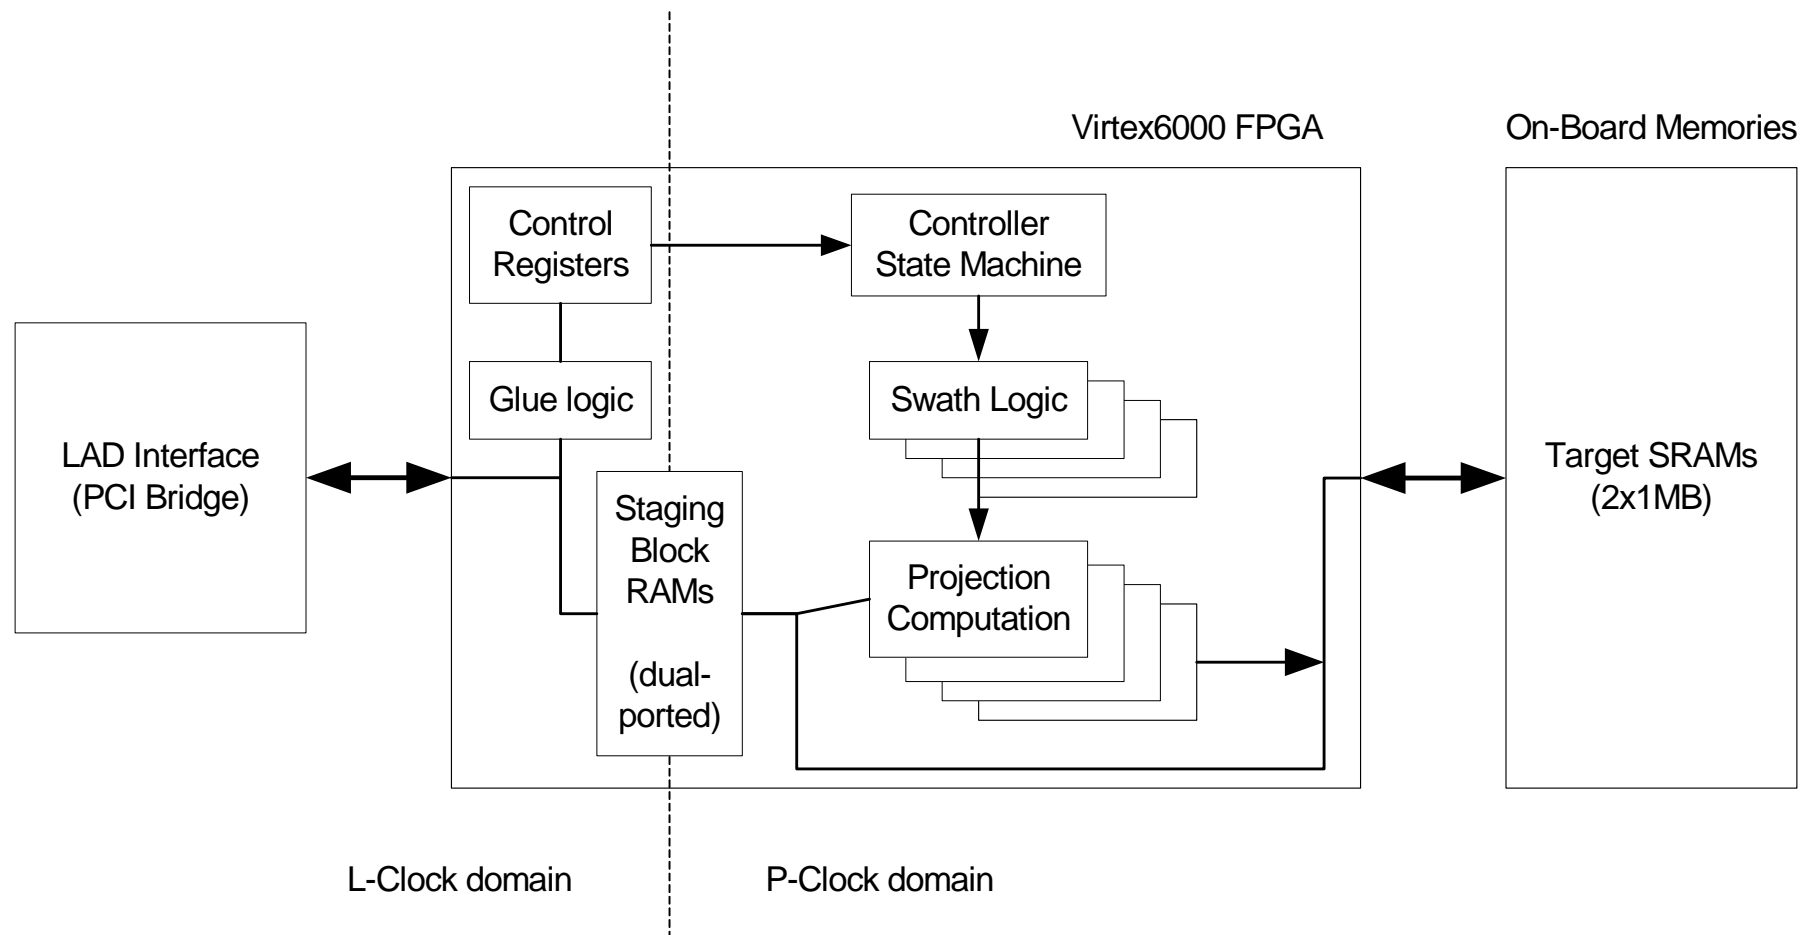 Virtex6000 FPGA
On-Board Memories
Control
Registers
Controller
State Machine
Glue logic
Swath Logic
LAD Interface
(PCI Bridge)
Target SRAMs
(2x1MB)
Staging
Block
RAMs
(dual-
ported)
Projection
Computation
L-Clock domain
P-Clock domain